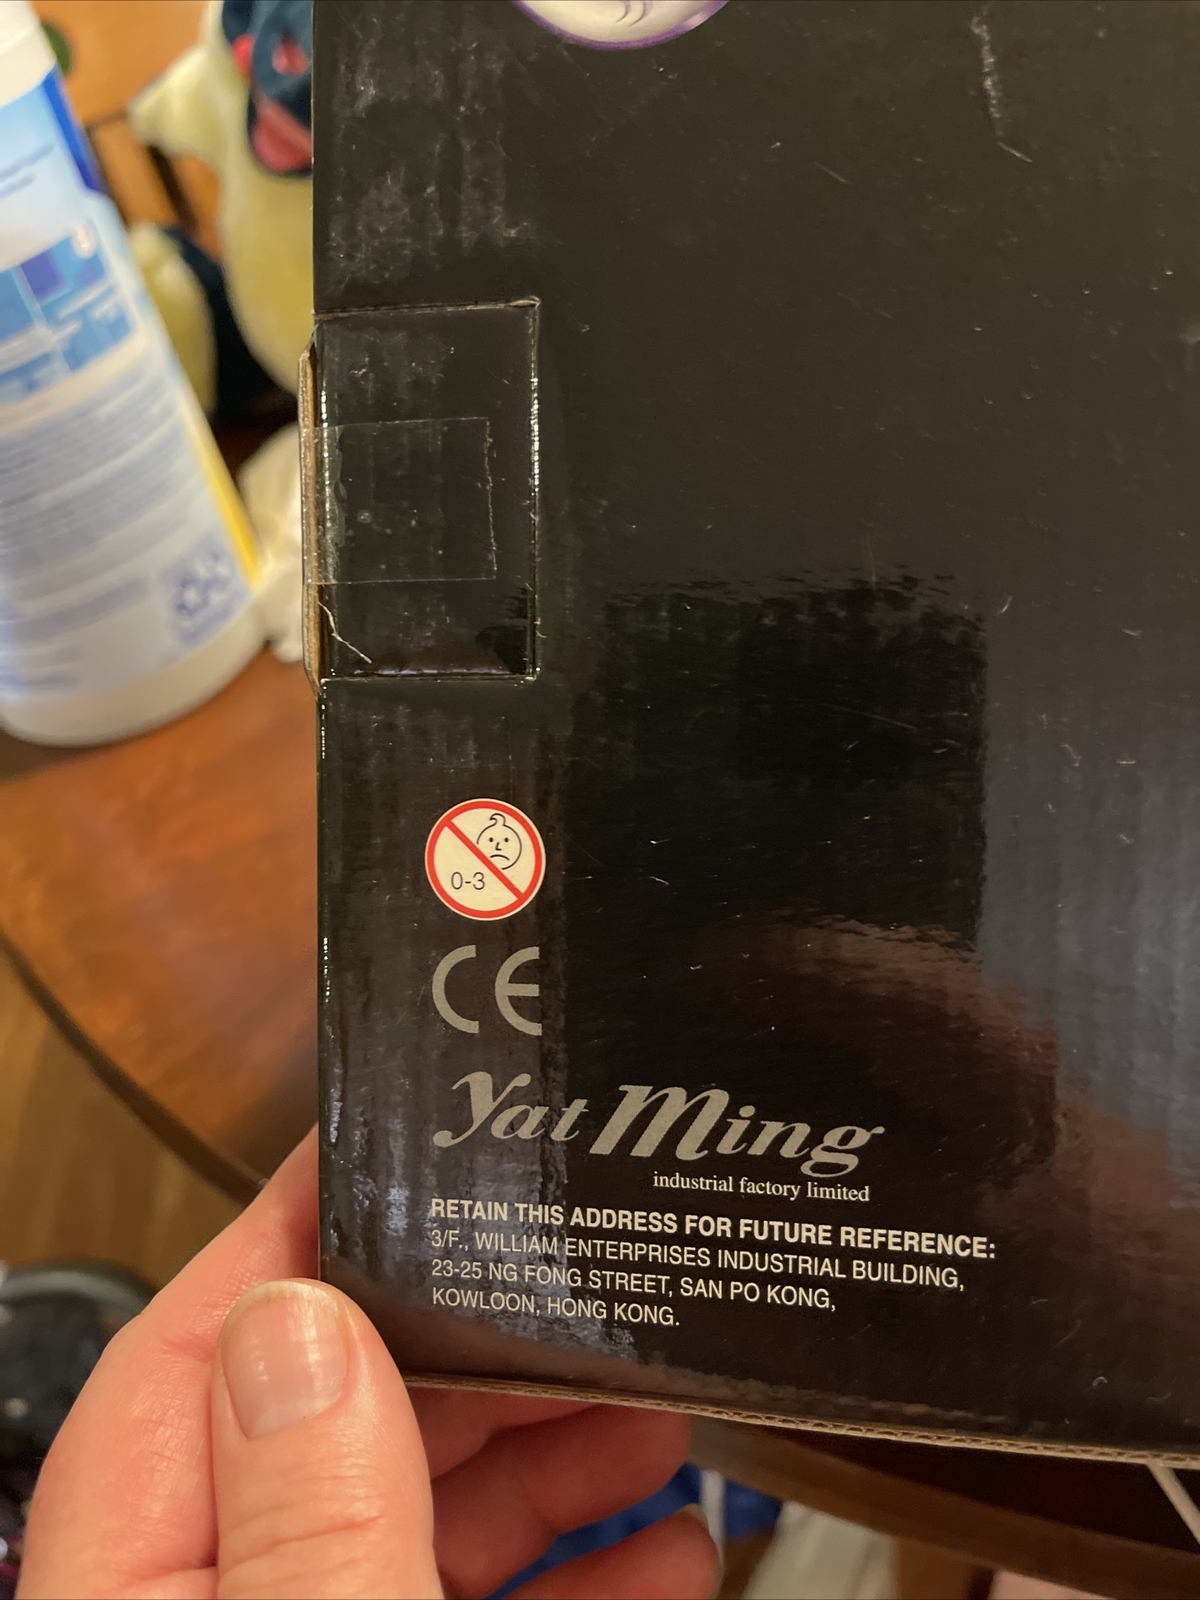 0-3
CE
Yat Ming
industrial factory limited
RETAIN THIS ADDRESS FOR FUTURE REFERENCE:
3/F., WILLIAM ENTERPRISES INDUSTRIAL BUILDING,
23-25 NG FONG STREET, SAN PO KONG,
KOWLOON, HONG KONG.